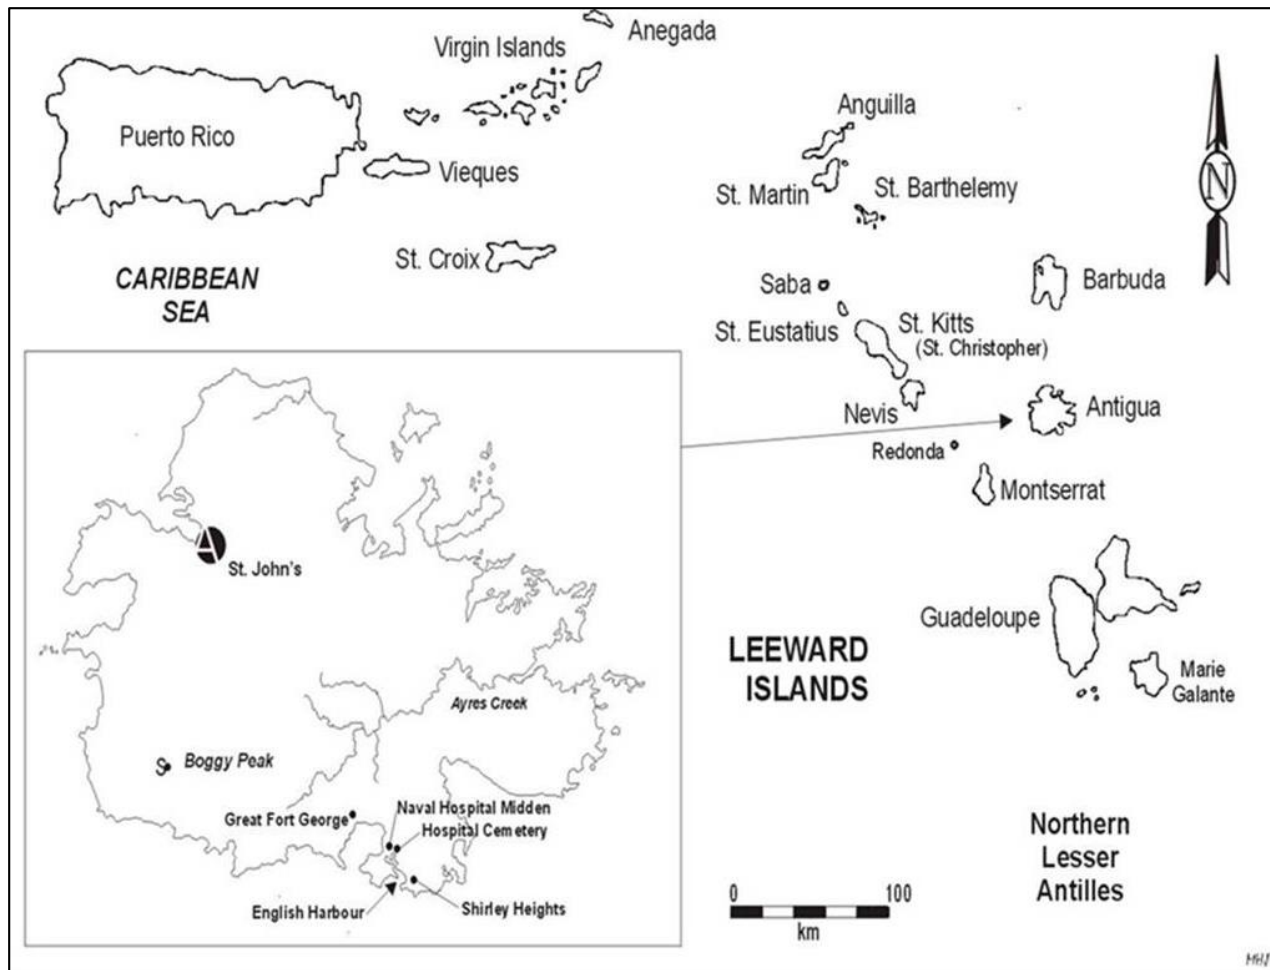 Anegada
Virgin Islands
Puerto Rico
Vieques
Anguilla
St. Martin
St. Barthelemy
N
St. Croix
CARIBBEAN
SEA
Saba
Barbuda
St. Eustatius
St. Kitts
(St. Christopher)
Nevis
Antigua
Redonda
Montserrat
A
St. John's
Guadeloupe
LEEWARD
ISLANDS
Marie
Galante
Ayres Creek
S
Boggy Peak
Great Fort George
Naval Hospital Midden
Hospital Cemetery
English Harbour
Shirley Heights
Northern
Lesser
Antilles
0 100
km